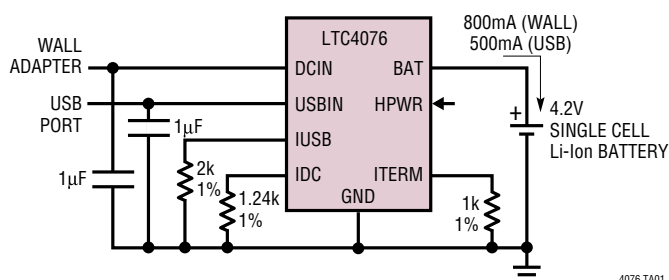 800mA (WALL)
500mA (USB)
LTC4076
WALL
ADAPTER
DCIN
BAT
USB
PORT
USBIN
HPWR
+
4.2V
SINGLE CELL
Li-Ion BATTERY
1µF
IUSB
1µF
2k
1%
IDC
ITERM
1.24k
1%
GND
1k
1%
4076 TA01